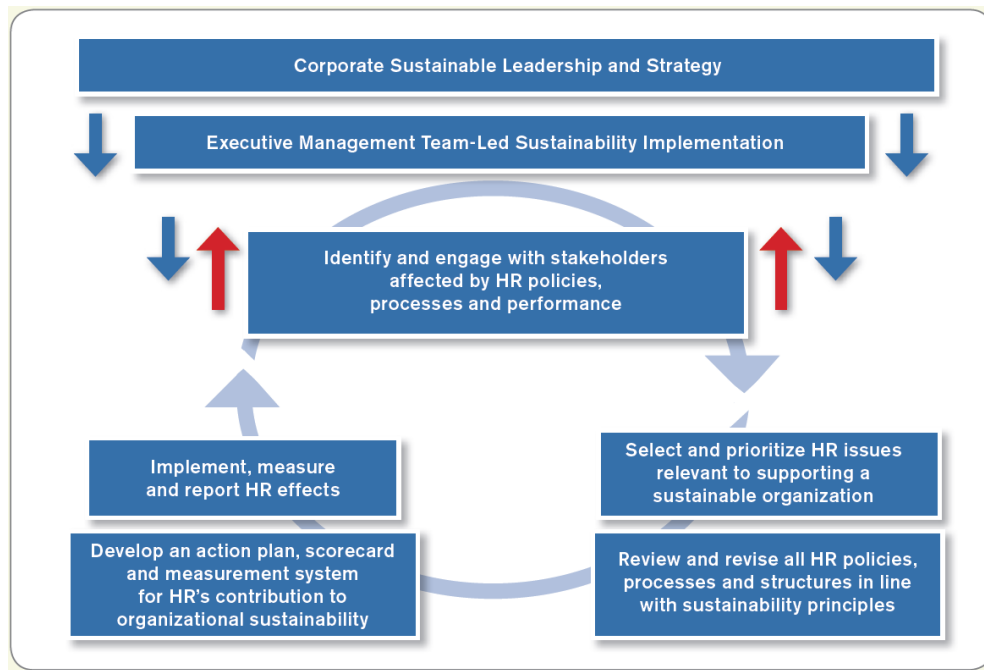 Corporate Sustainable Leadership and Strategy
Executive Management Team-Led Sustainability Implementation
Identify and engage with stakeholders
affected by HR policies,
processes and performance
Select and prioritize HR issues
relevant to supporting a
sustainable organization
Review and revise all HR policies,
processes and structures in line
with sustainability principles
Develop an action plan, scorecard
and measurement system
for HR's contribution to
organizational sustainability
Implement, measure
and report HR effects